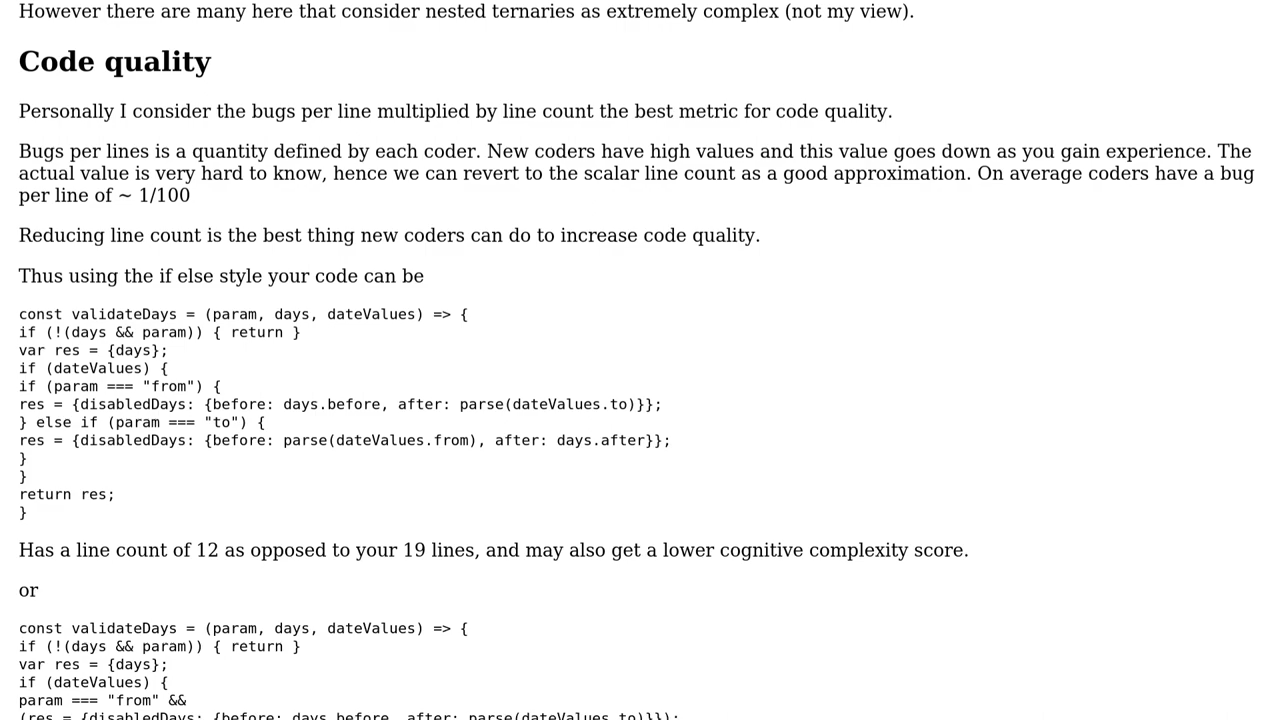 However there are many here that consider nested ternaries as extremely complex (not my view).
Code quality
Personally I consider the bugs per line multiplied by line count the best metric for code quality.
Bugs per lines is a quantity defined by each coder. New coders have high values and this value goes down as you gain experience. The
actual value is very hard to know, hence we can revert to the scalar line count as a good approximation. On average coders have a bug
per line of ~ 1/100
Reducing line count is the best thing new coders can do to increase code quality.
Thus using the if else style your code can be
const validateDays = (param, days, dateValues) => {
if (!(days && param)) { return }
var res = {days};
if (dateValues) {
if (param === "from") {
res = {disabledDays: {before: days.before, after: parse(dateValues.to)}};
} else if (param === "to") {
res = {disabledDays: {before: parse(dateValues.from), after: days.after}};
}
}
return res;
}
Has a line count of 12 as opposed to your 19 lines, and may also get a lower cognitive complexity score.
or
const validateDays = (param, days, dateValues) => {
if (!(days && param)) { return }
var res = {days};
if (dateValues) {
param === "from" &&
(res = {disabledDays: {before: days.before, after: parse(dateValues.to)}});